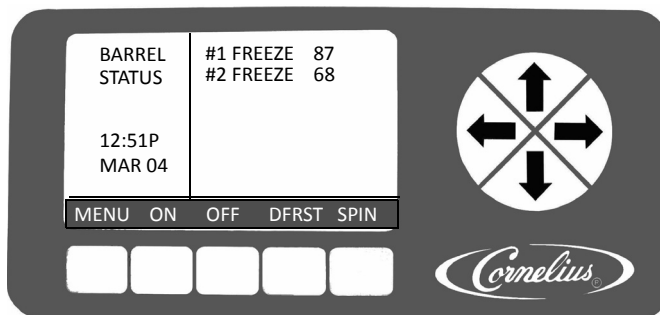 BARREL
STATUS
#1 FREEZE 87
#2 FREEZE 68
12:51P
MAR 04
MENU ON OFF DFRST SPIN
Cornelius®